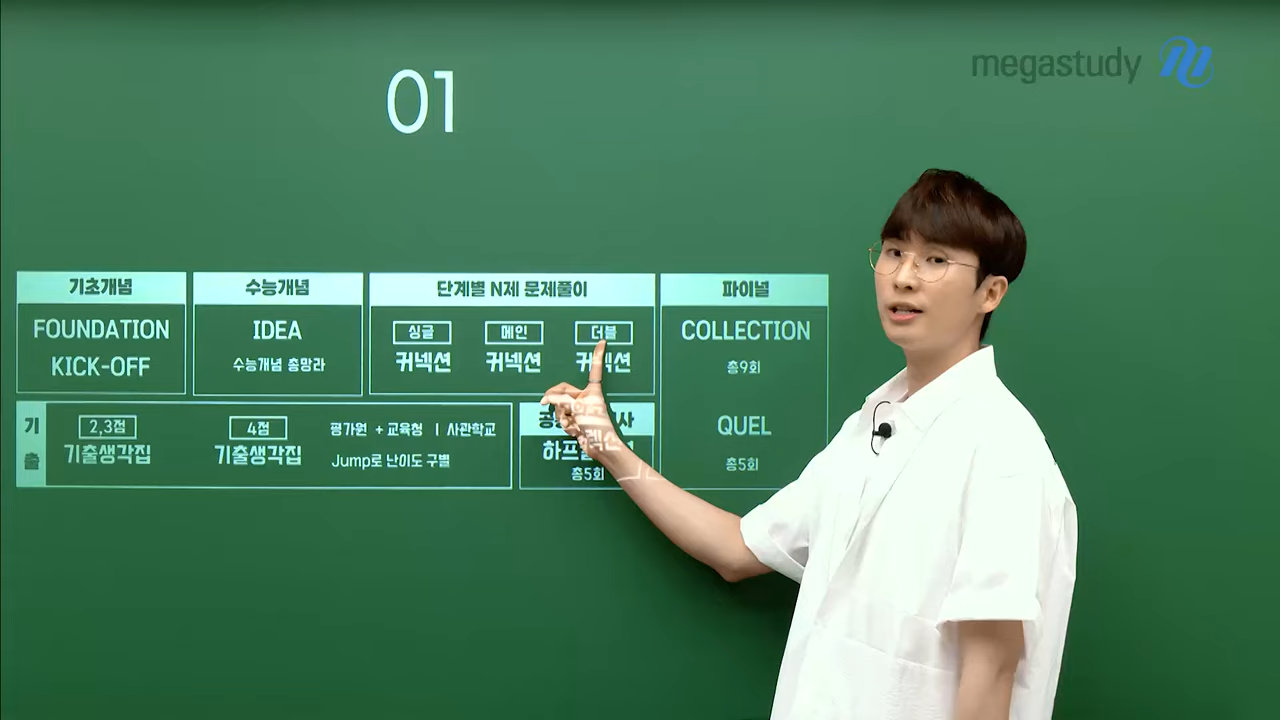 01
megastudy
기초개념
FOUNDATION
KICK-OFF
수능개념
IDEA
수능개념 총망라
단계별 N제 문제풀이
싱글
커넥션
메인
커넥션
더블
커넥션
파이널
COLLECTION
총9회
QUEL
총5회
기출
2,3점
기출생각집
4점
기출생각집
평가원 + 교육청 | 사관학교
Jump로 난이도 구별
총5회